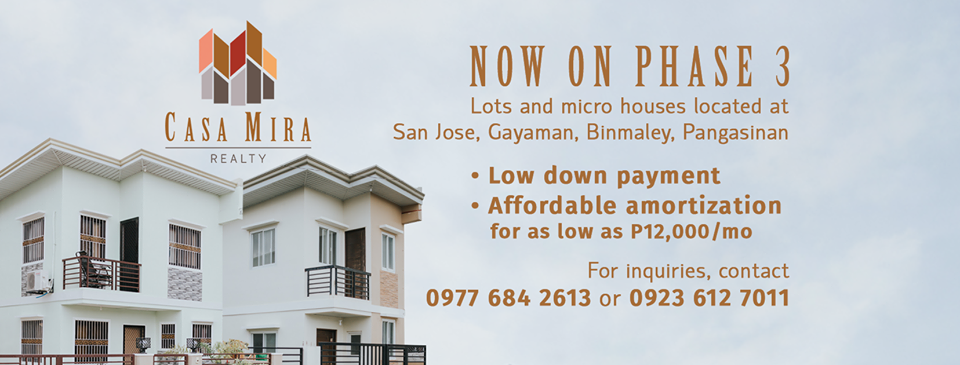 CASA MIRA
REALTY
NOW ON PHASE 3
Lots and micro houses located at
San Jose, Gayaman, Binmaley, Pangasinan
• Low down payment
• Affordable amortization
for as low as P12,000/mo
For inquiries, contact
0977 684 2613 or 0923 612 7011